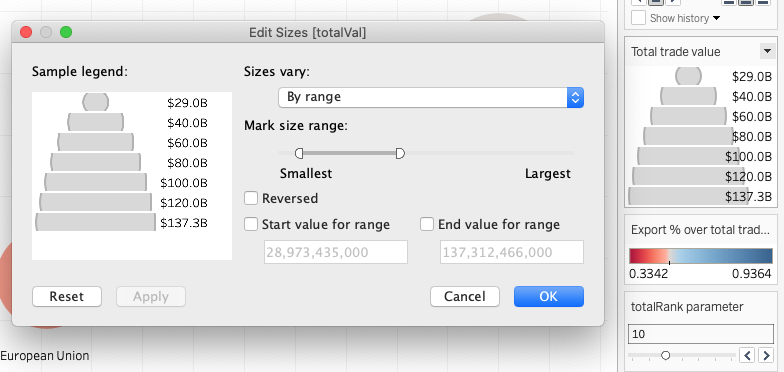 Show history
Edit Sizes [totalVal]
Sample legend:
$29.0B
$40.0B
$60.0B
$80.0B
$100.0B
$120.0B
$137.3B
Sizes vary:
By range
Mark size range:
Smallest
Largest
Reversed
Start value for range
End value for range
28,973,435,000
137,312,466,000
Reset
Apply
Cancel
OK
Total trade value
$29.0B
$40.0B
$60.0B
$80.0B
$100.0B
$120.0B
$137.3B
Export % over total trad...
0.3342
0.9364
totalRank parameter
10
European Union